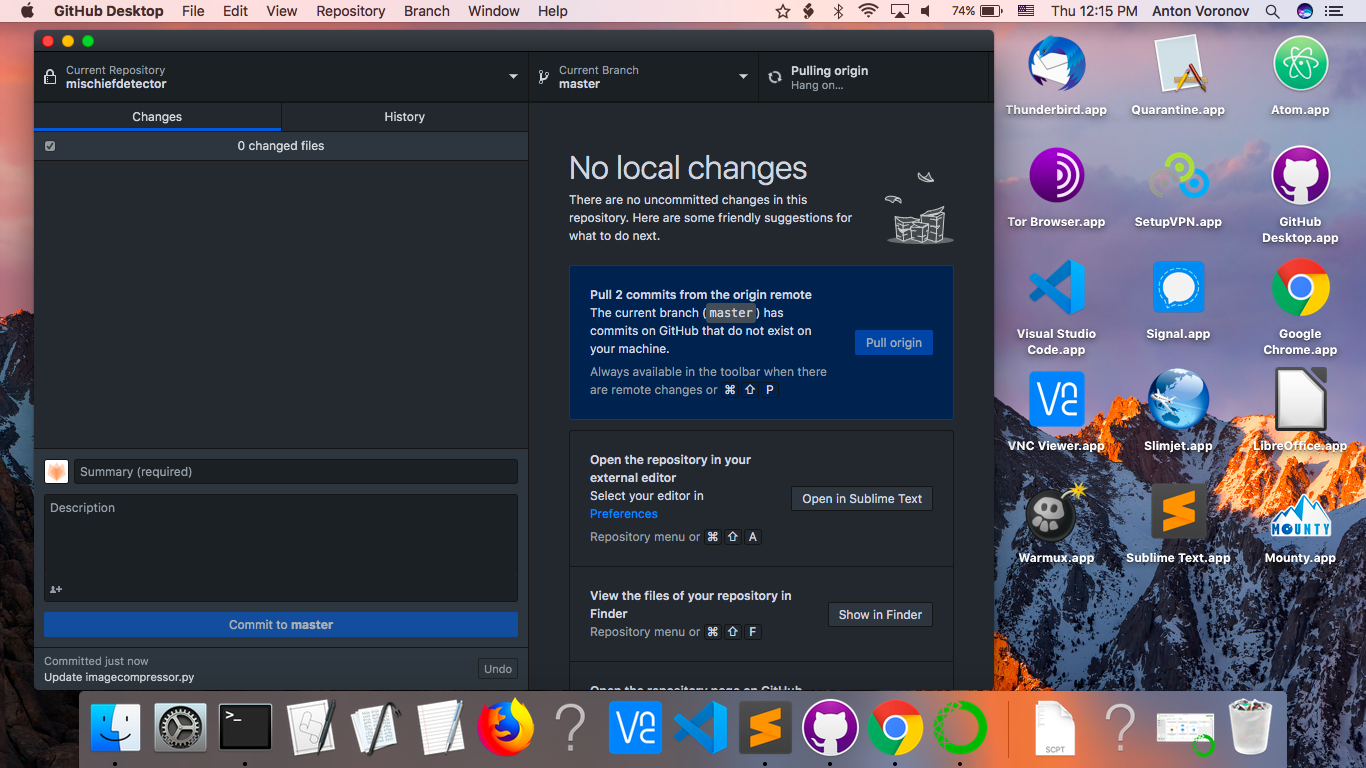 GitHub Desktop File Edit View Repository Branch Window Help 74% Thu 12:15 PM Anton Voronov
Current Repository
mischiefdetector
Current Branch
master
Pulling origin
Hang on…
Changes History
0 changed files
No local changes
There are no uncommitted changes in this
repository. Here are some friendly suggestions for
what to do next.
Pull 2 commits from the origin remote
The current branch (master) has
commits on GitHub that do not exist on
your machine.
Pull origin
Always available in the toolbar when there
are remote changes or ⌘ ⇧ P
Open the repository in your
external editor
Select your editor in
Preferences
Open in Sublime Text
Repository menu or ⌘ ⇧ A
View the files of your repository in
Finder
Show in Finder
Repository menu or ⌘ ⇧ F
Open the repository page on GitHub
Summary (required)
Description
Commit to master
Committed just now
Update imagecompressor.py
Undo
Thunderbird.app
Quarantine.app
Atom.app
Tor Browser.app
SetupVPN.app
GitHub
Desktop.app
Visual Studio
Code.app
Signal.app
Google
Chrome.app
VNC Viewer.app
Slimjet.app
LibreOffice.app
Warmux.app
Sublime Text.app
MOUNTY
Mounty.app
>_
? 
SCPT
?